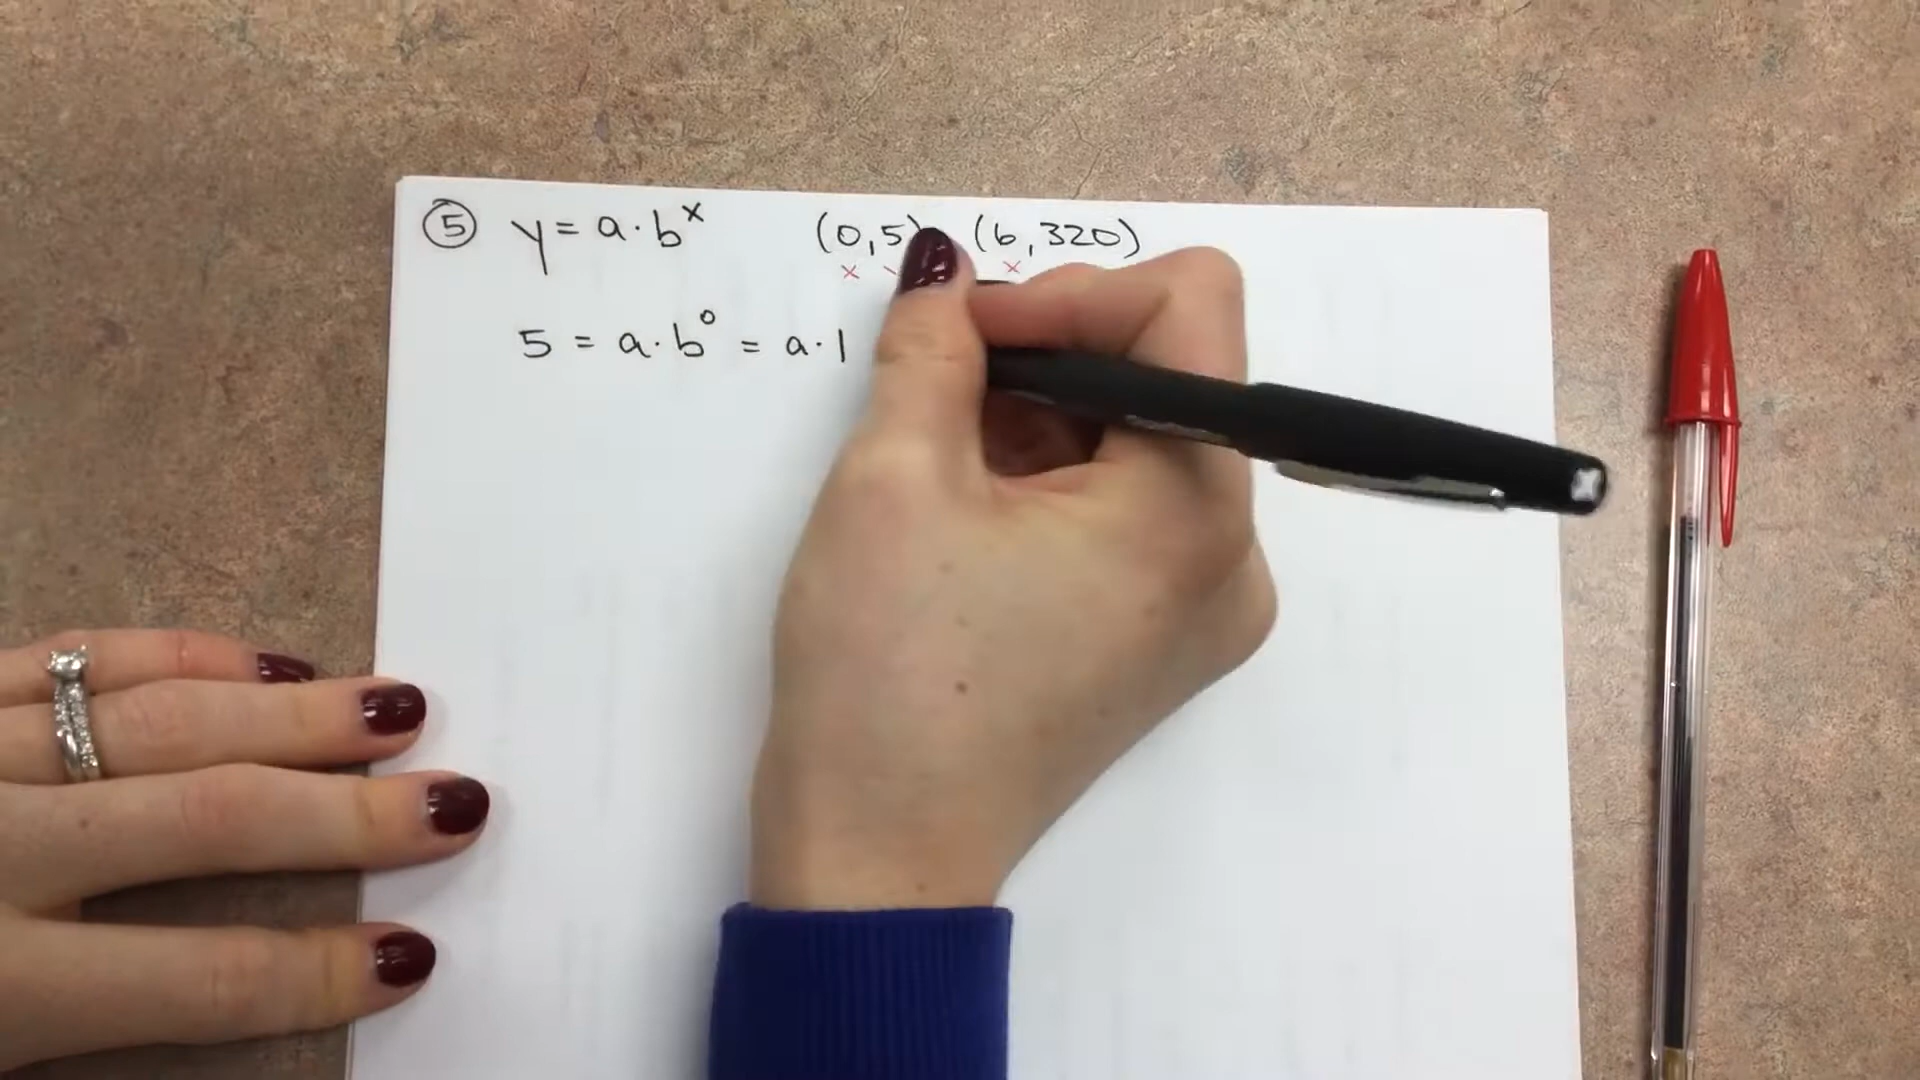 ⑤ y = a · b^x (0,5) (6,320)
x x
5 = a · b^0 = a · 1